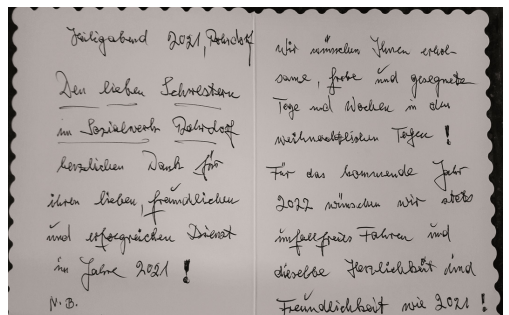 Heiligabend 2021, Rohrdorf
Den lieben Schwestern
im Sozialwerk Rohrdorf
herzlichen Dank für
ihren lieben, freundlichen
und erfolgreichen Dienst
im Jahre 2021!
N.B.
Wir wünschen Ihnen erhol-
same, frohe und gesegnete
Tage und Wochen in den
weihnachtlichen Tagen!
Für das kommende Jahr
2022 wünschen wir stets
unfallfreies Fahren und
dieselbe Herzlichkeit und
Freundlichkeit wie 2021!